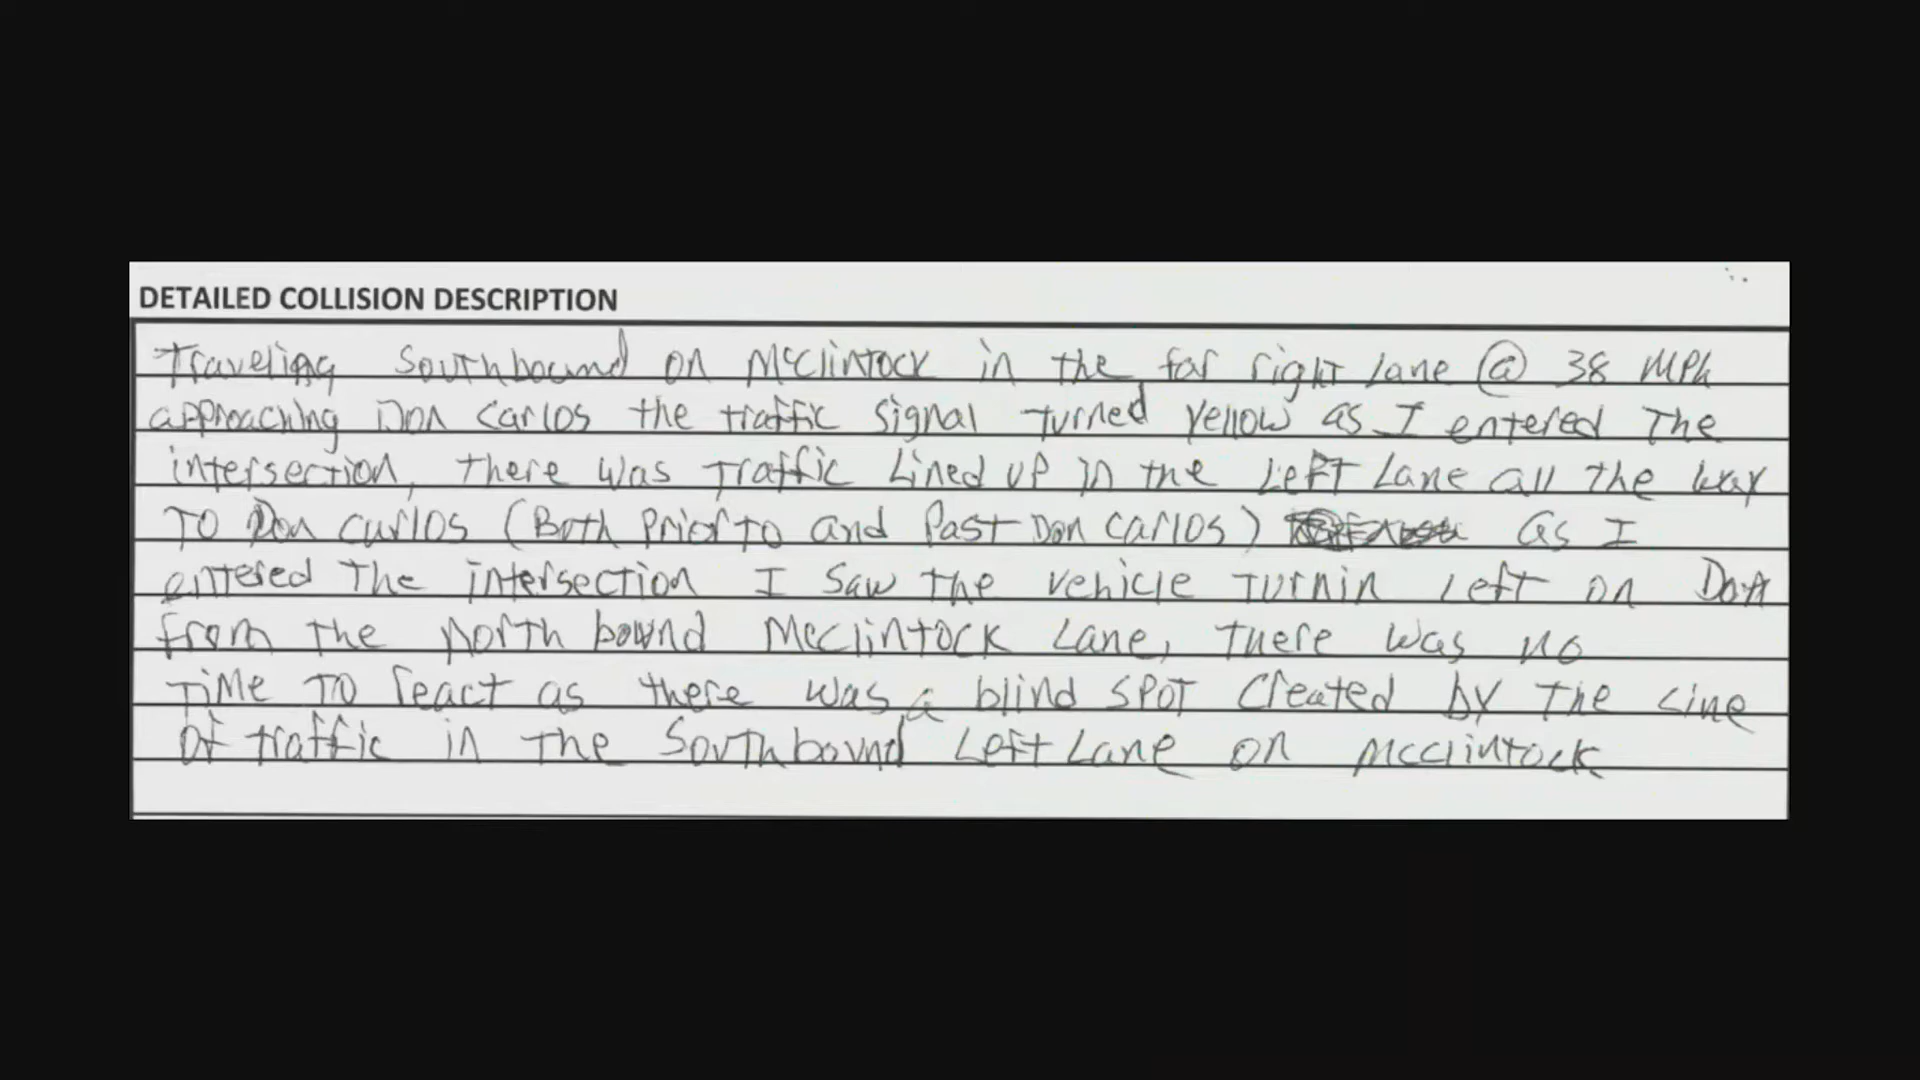 DETAILED COLLISION DESCRIPTION
Traveling Southbound on McClintock in the far right Lane @ 38 MPh
approaching Don Carlos the traffic signal turned yellow as I entered The
intersection, there was traffic Lined up in the Left Lane all the way
To Don Carlos (Both Prior To and Past Don Carlos) as I
entered The intersection I saw the vehicle Turnin Left on Don
from the north bound McClintock Lane, There was no
Time To react as there was a blind spot Created by The Line
of traffic in the Southbound Left Lane on McClintock